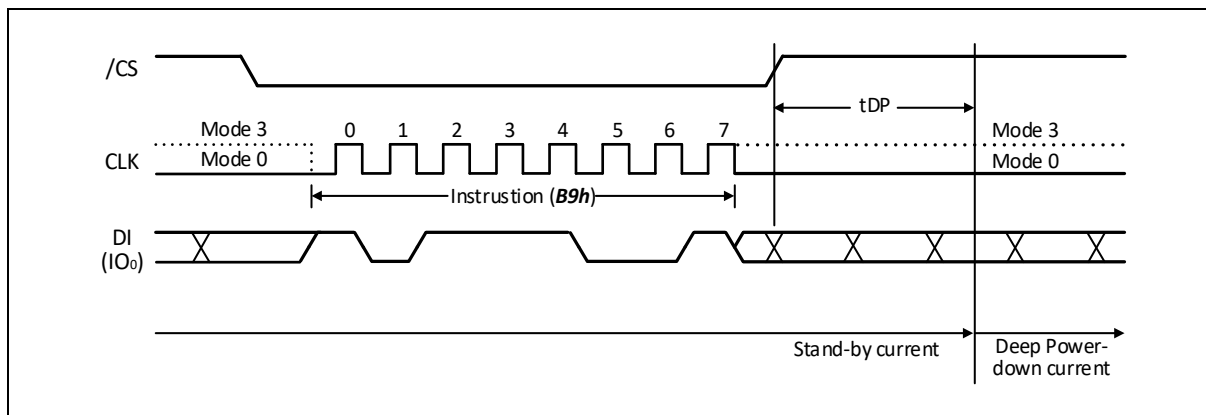 /CS
tDP
Mode 3
0 1 2 3 4 5 6 7
Mode 3
CLK
Mode 0
Mode 0
Instrustion (B9h)
DI
(IO₀)
Stand-by current
Deep Power-
down current